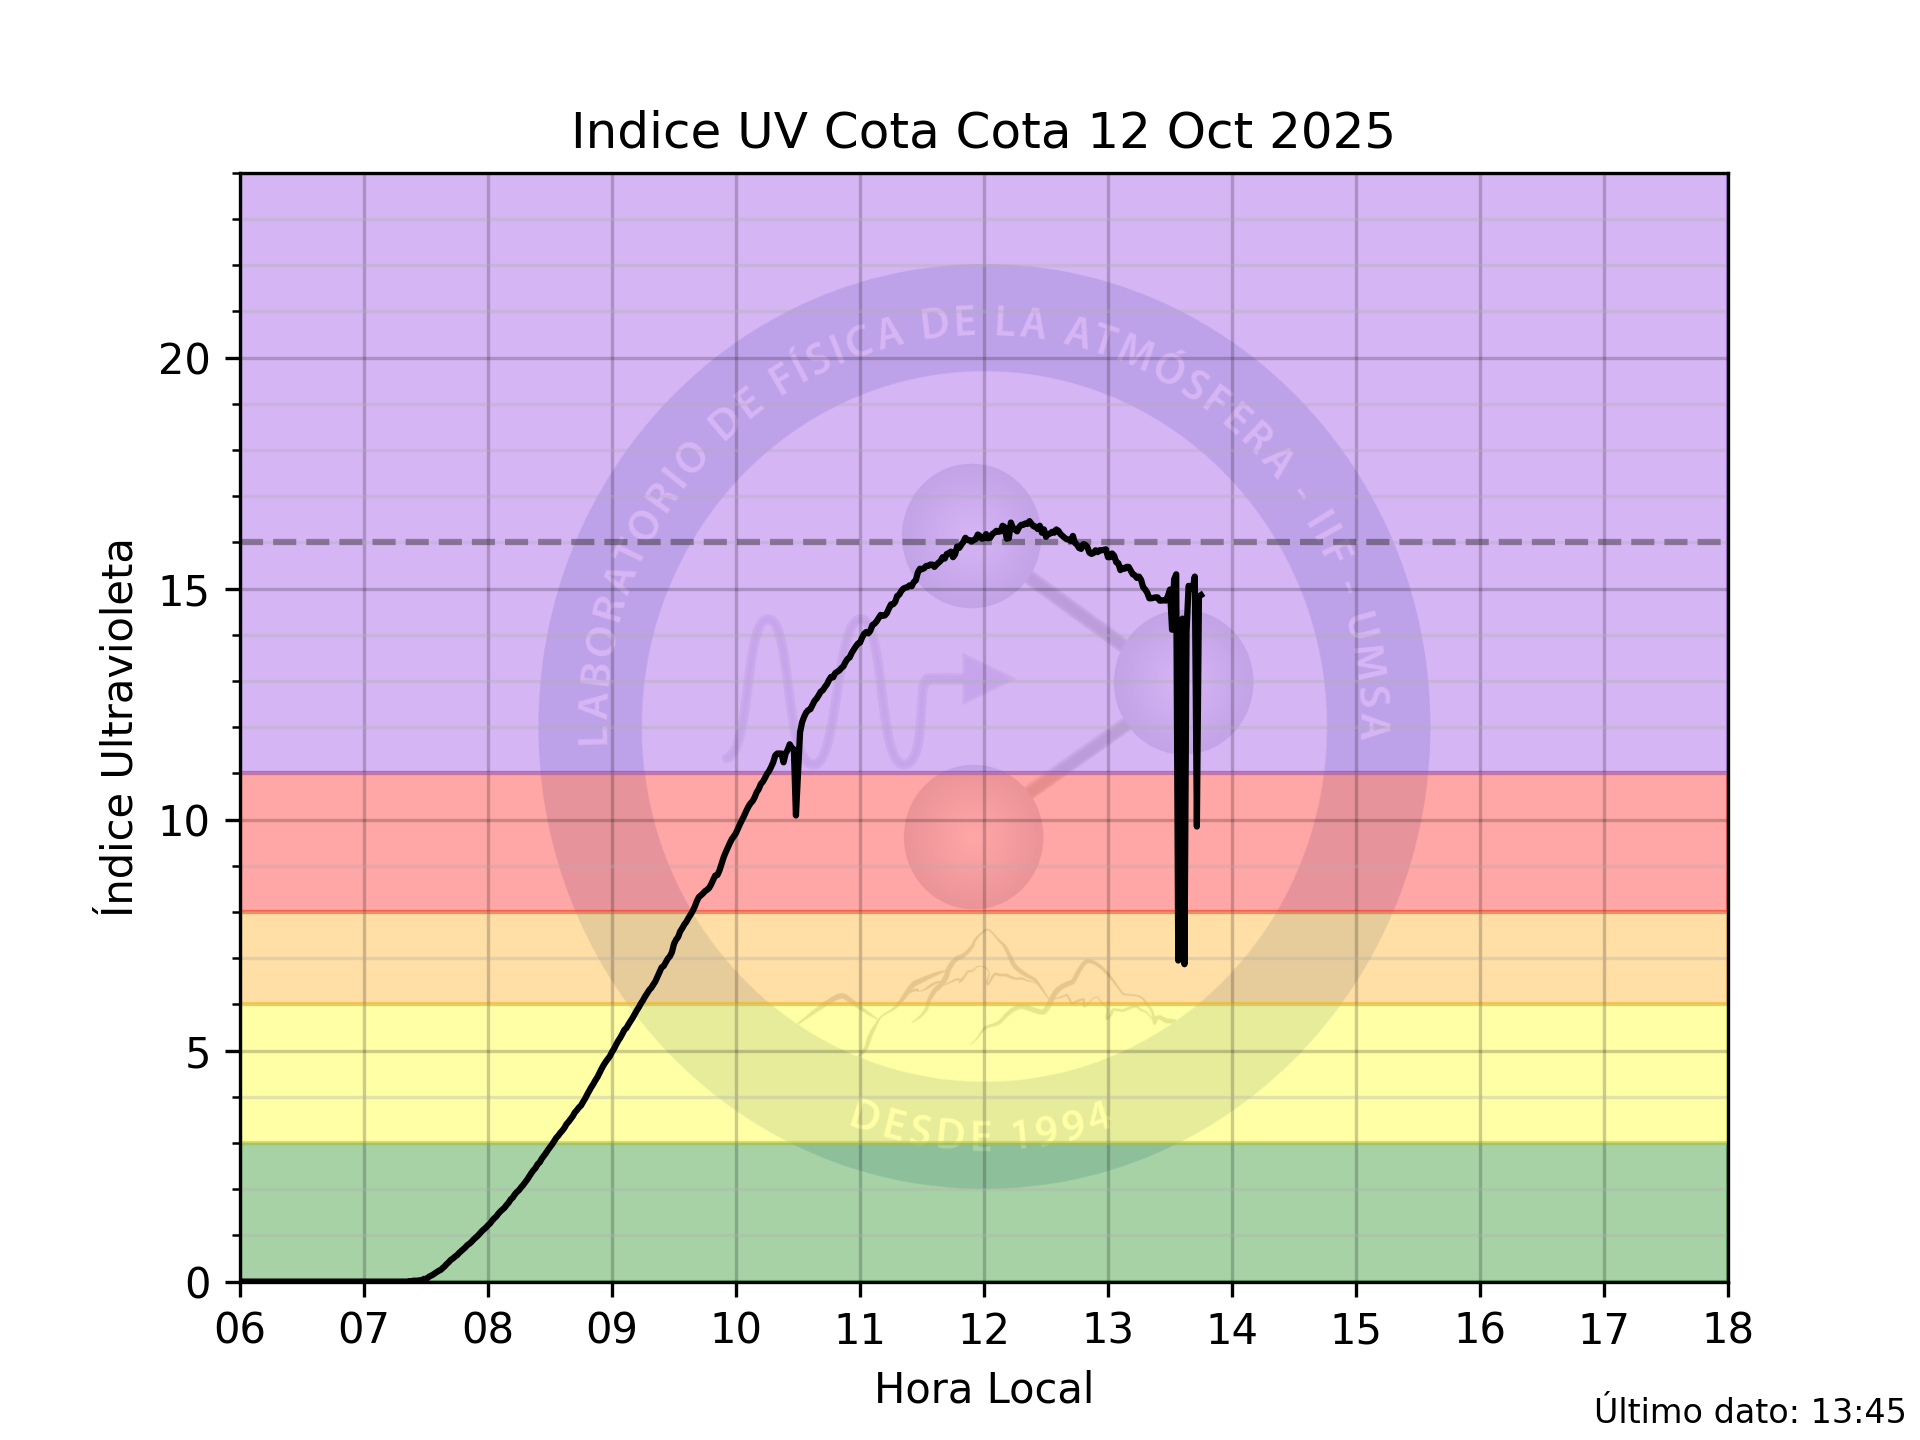 Indice UV Cota Cota 12 Oct 2025
LABORATORIO DE FÍSICA DE LA ATMÓSFERA - IIF - UMSA
DESDE 1994
Índice Ultravioleta
20
15
10
5
0
06 07 08 09 10 11 12 13 14 15 16 17 18
Hora Local
Último dato: 13:45